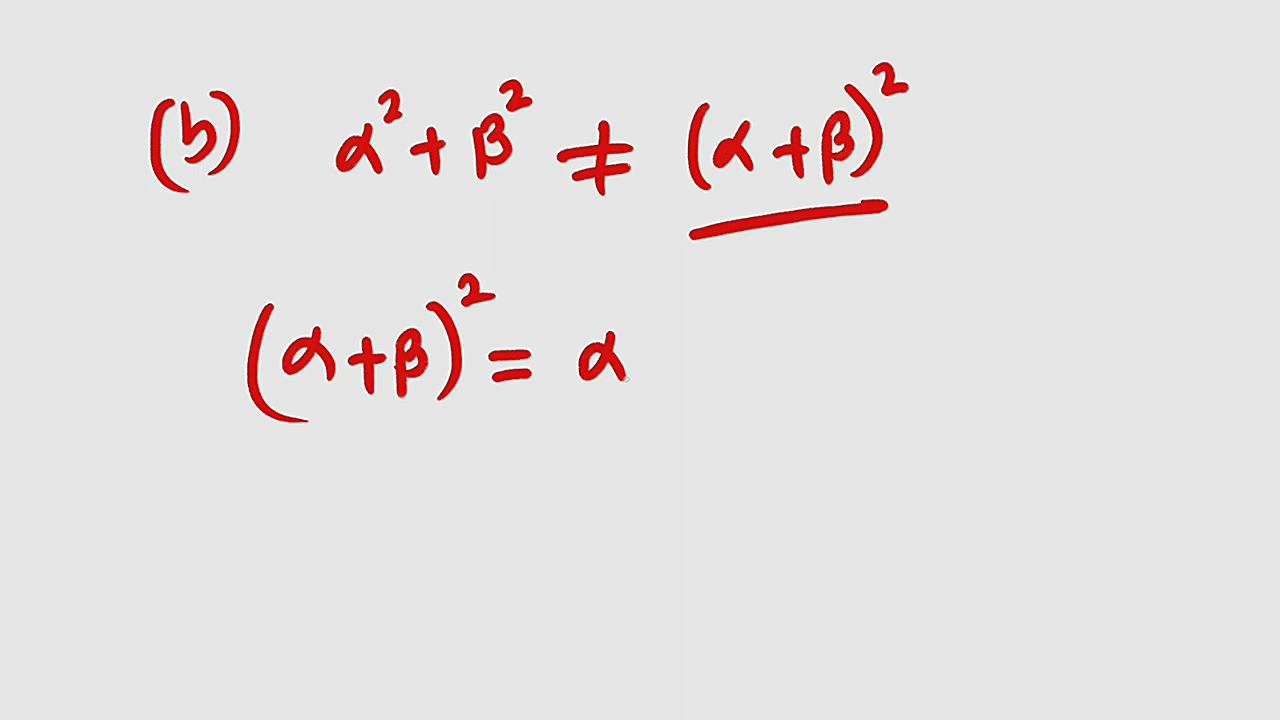 (b) α² + β² ≠ (α + β)²
(α + β)² = α